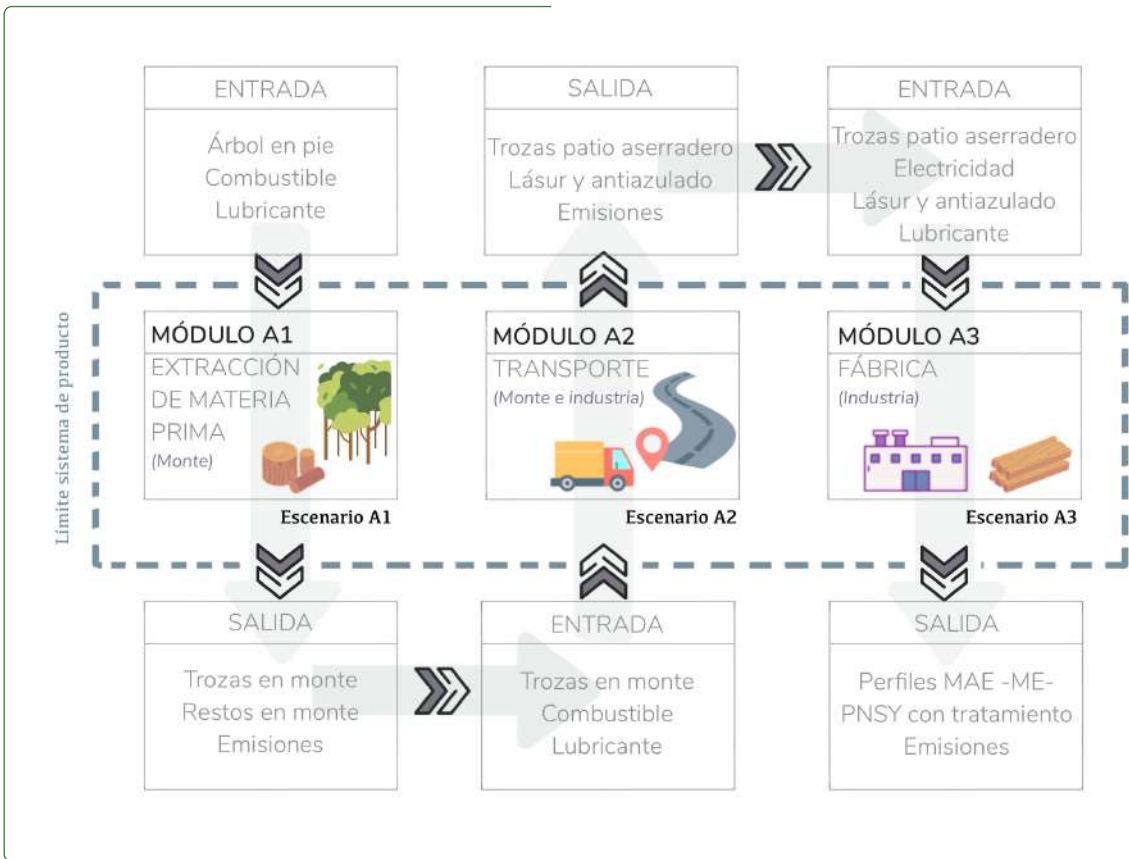 ENTRADA
Árbol en pie
Combustible
Lubricante
SALIDA
Trozas patio aserradero
Lásur y antiazulado
Emisiones
ENTRADA
Trozas patio aserradero
Electricidad
Lásur y antiazulado
Lubricante
Límite sistema de producto
MÓDULO A1
EXTRACCIÓN
DE MATERIA
PRIMA
(Monte)
Escenario A1
MÓDULO A2
TRANSPORTE
(Monte e industria)
Escenario A2
MÓDULO A3
FÁBRICA
(Industria)
Escenario A3
SALIDA
Trozas en monte
Restos en monte
Emisiones
ENTRADA
Trozas en monte
Combustible
Lubricante
SALIDA
Perfiles MAE -ME-
PNSY con tratamiento
Emisiones